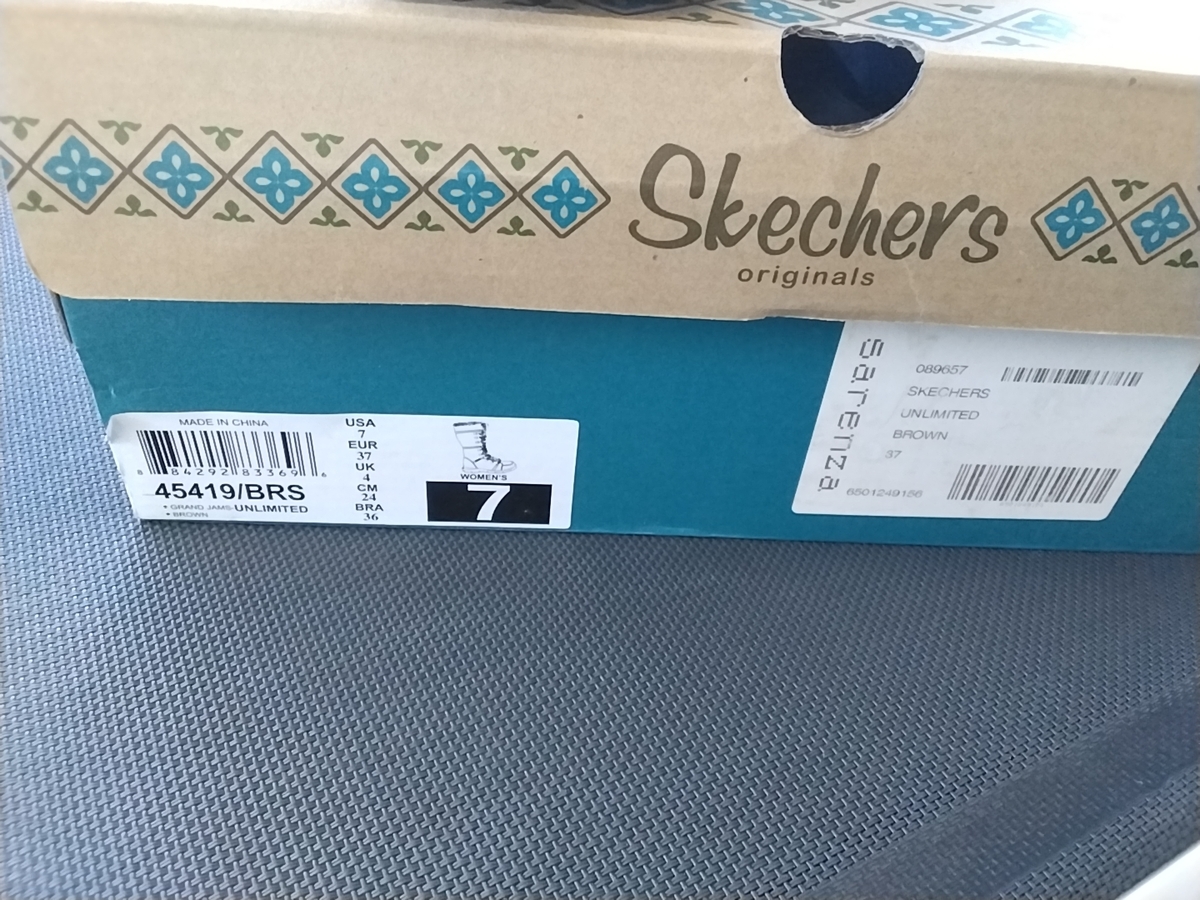 Skechers
originals
MADE IN CHINA
8 84292 83369 6
45419/BRS
• GRAND JAMS-UNLIMITED
• BROWN
USA
7
EUR
37
UK
4
CM
24
BRA
36
WOMEN'S
7
sarenza
089657
SKECHERS
UNLIMITED
BROWN
37
6501249156